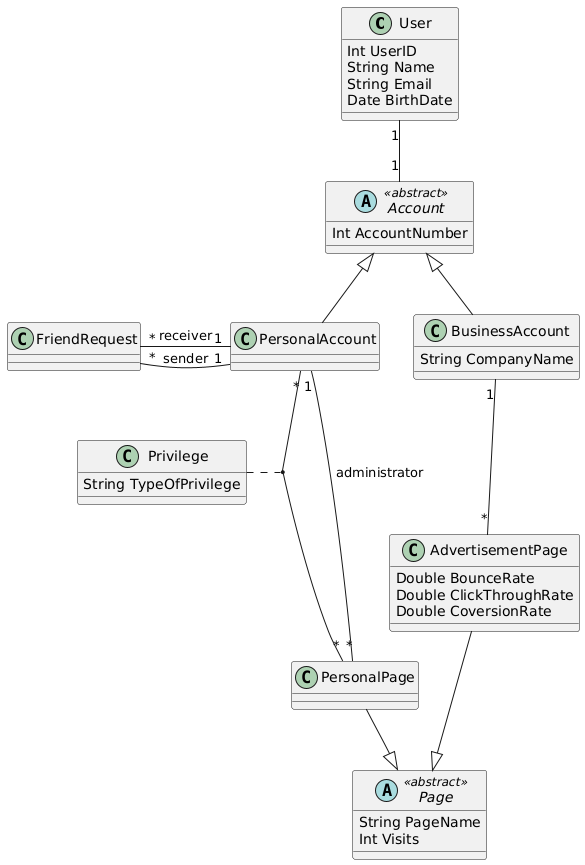 C User
Int UserID
String Name
String Email
Date BirthDate
1
1
«abstract»
A Account
Int AccountNumber
C FriendRequest
* receiver 1
* sender 1
C PersonalAccount
C BusinessAccount
String CompanyName
* 1
1
C Privilege
String TypeOfPrivilege
administrator
*
C AdvertisementPage
Double BounceRate
Double ClickThroughRate
Double CoversionRate
* *
C PersonalPage
«abstract»
A Page
String PageName
Int Visits